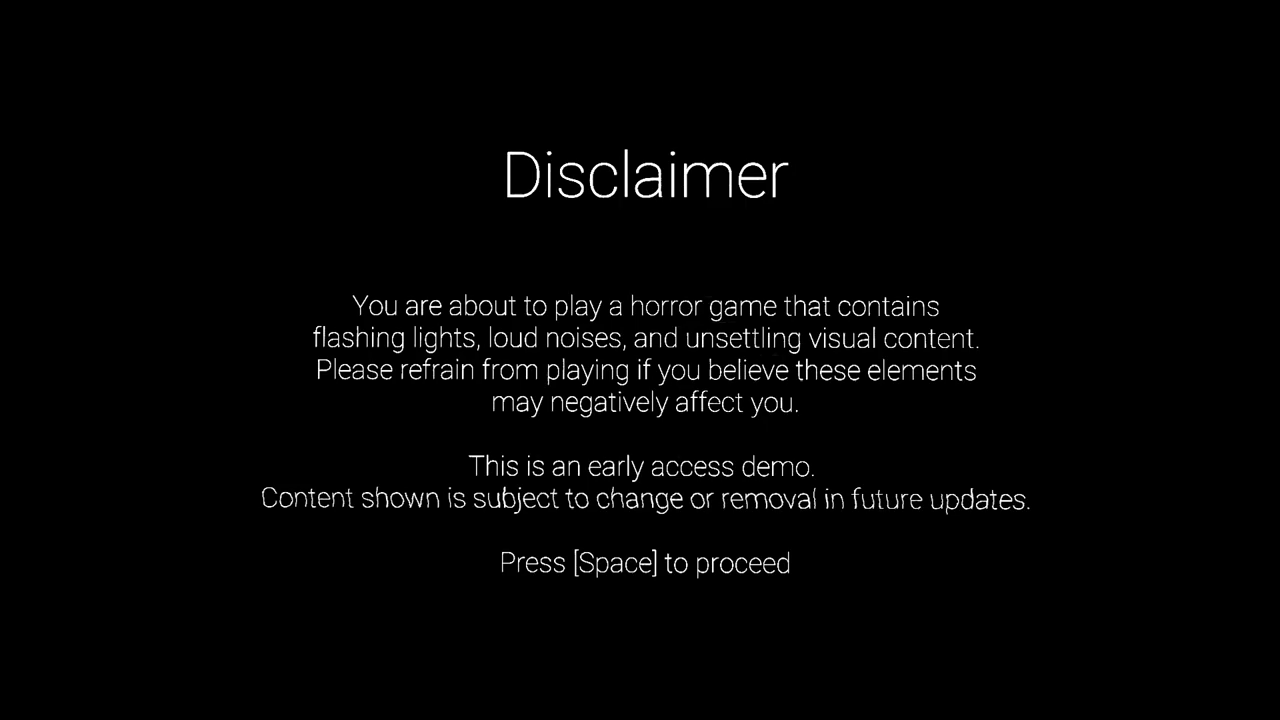 Disclaimer
You are about to play a horror game that contains
flashing lights, loud noises, and unsettling visual content.
Please refrain from playing if you believe these elements
may negatively affect you.
This is an early access demo.
Content shown is subject to change or removal in future updates.
Press [Space] to proceed